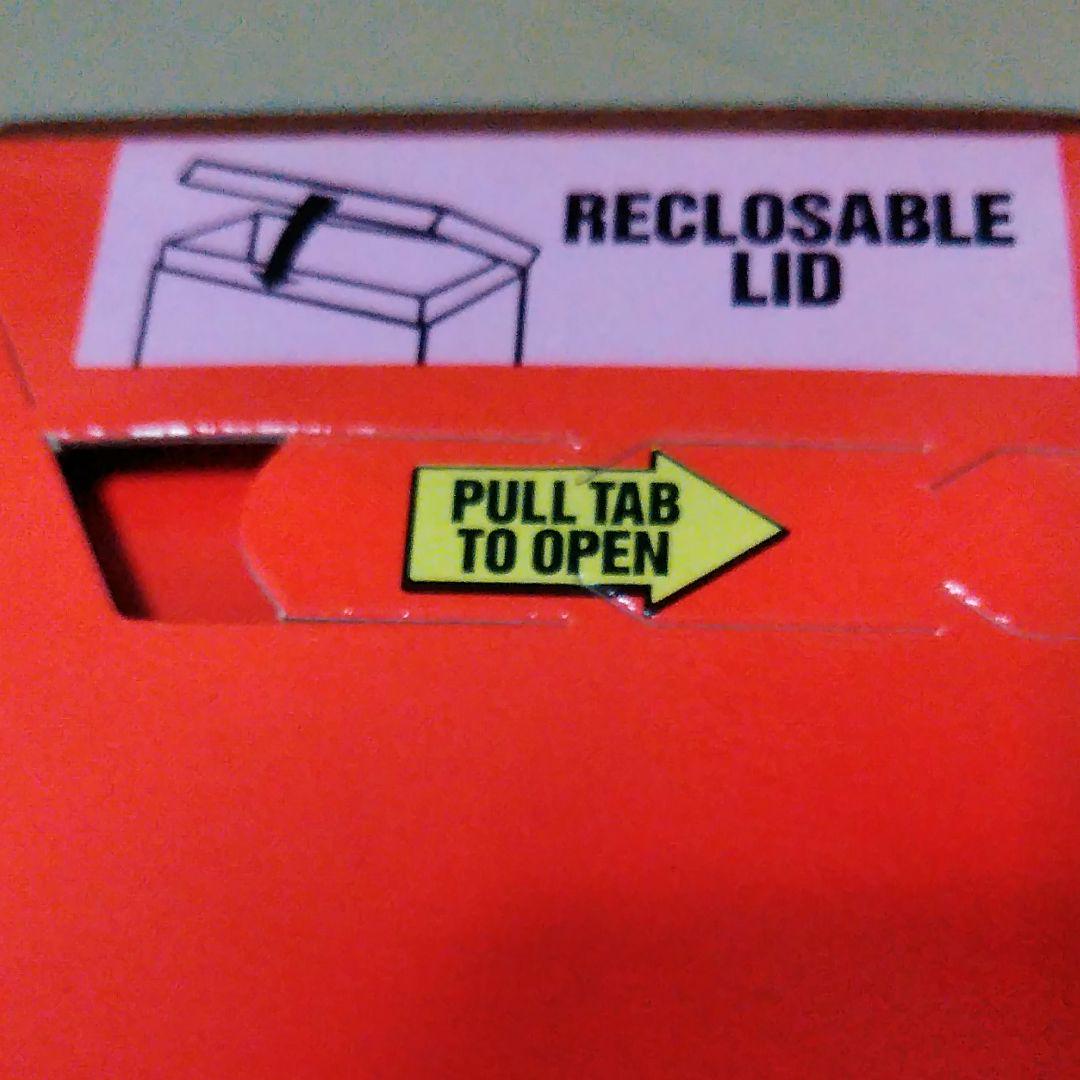 RECLOSABLE
LID
PULL TAB
TO OPEN